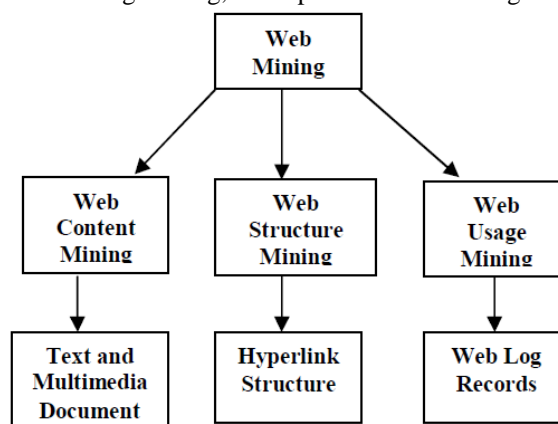 Web
Mining
Web
Content
Mining
Web
Structure
Mining
Web
Usage
Mining
Text and
Multimedia
Document
Hyperlink
Structure
Web Log
Records